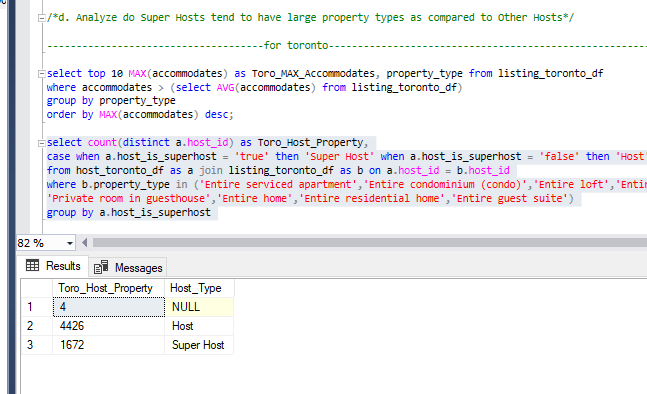 /*d. Analyze do Super Hosts tend to have large property types as compared to Other Hosts*/
-----------------------------------for toronto---------------------------------------------------
select top 10 MAX(accommodates) as Toro_MAX_Accommodates, property_type from listing_toronto_df
where accommodates > (select AVG(accommodates) from listing_toronto_df)
group by property_type
order by MAX(accommodates) desc;
select count(distinct a.host_id) as Toro_Host_Property,
case when a.host_is_superhost = 'true' then 'Super Host' when a.host_is_superhost = 'false' then 'Host'
from host_toronto_df as a join listing_toronto_df as b on a.host_id = b.host_id
where b.property_type in ('Entire serviced apartment','Entire condominium (condo)','Entire loft','Entir
'Private room in guesthouse','Entire home','Entire residential home','Entire guest suite')
group by a.host_is_superhost
82 %
Results Messages
Toro_Host_Property Host_Type
1 4 NULL
2 4426 Host
3 1672 Super Host